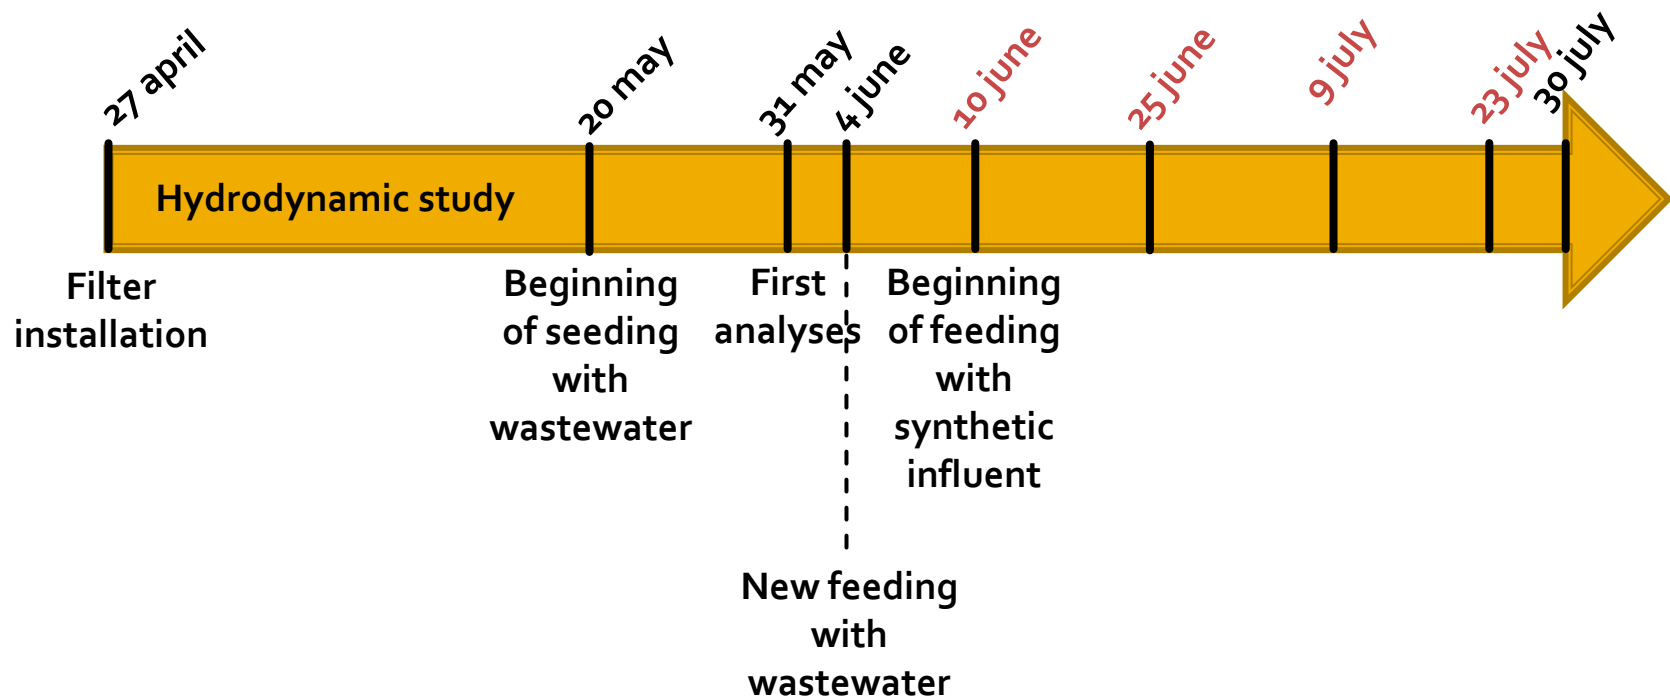 27 april
20 may
31 may
4 june
10 june
25 june
9 july
23 july
30 july
Hydrodynamic study
Filter
installation
Beginning
of seeding
with
wastewater
First
analyses
Beginning
of feeding
with
synthetic
influent
New feeding
with
wastewater